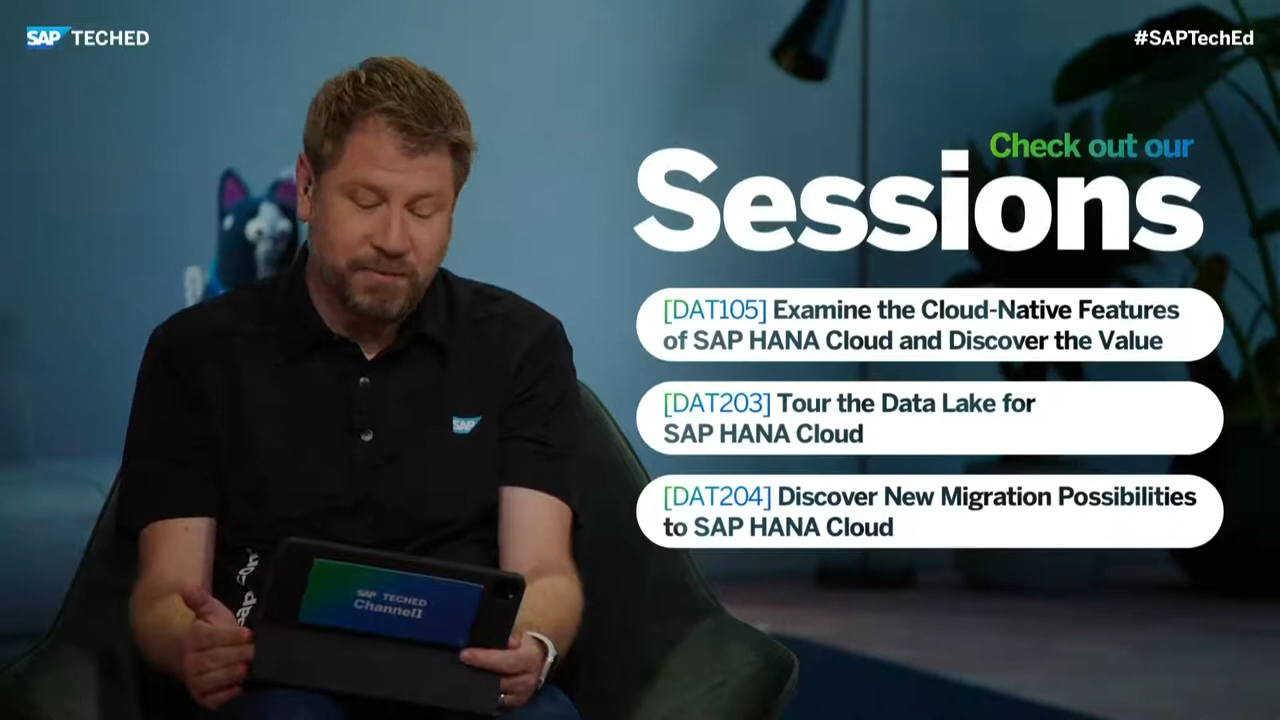 SAP TECHED
#SAPTechEd
Check out our
Sessions
[DAT105] Examine the Cloud-Native Features
of SAP HANA Cloud and Discover the Value
[DAT203] Tour the Data Lake for
SAP HANA Cloud
[DAT204] Discover New Migration Possibilities
to SAP HANA Cloud
SAP
SAP TECHED
Channel1